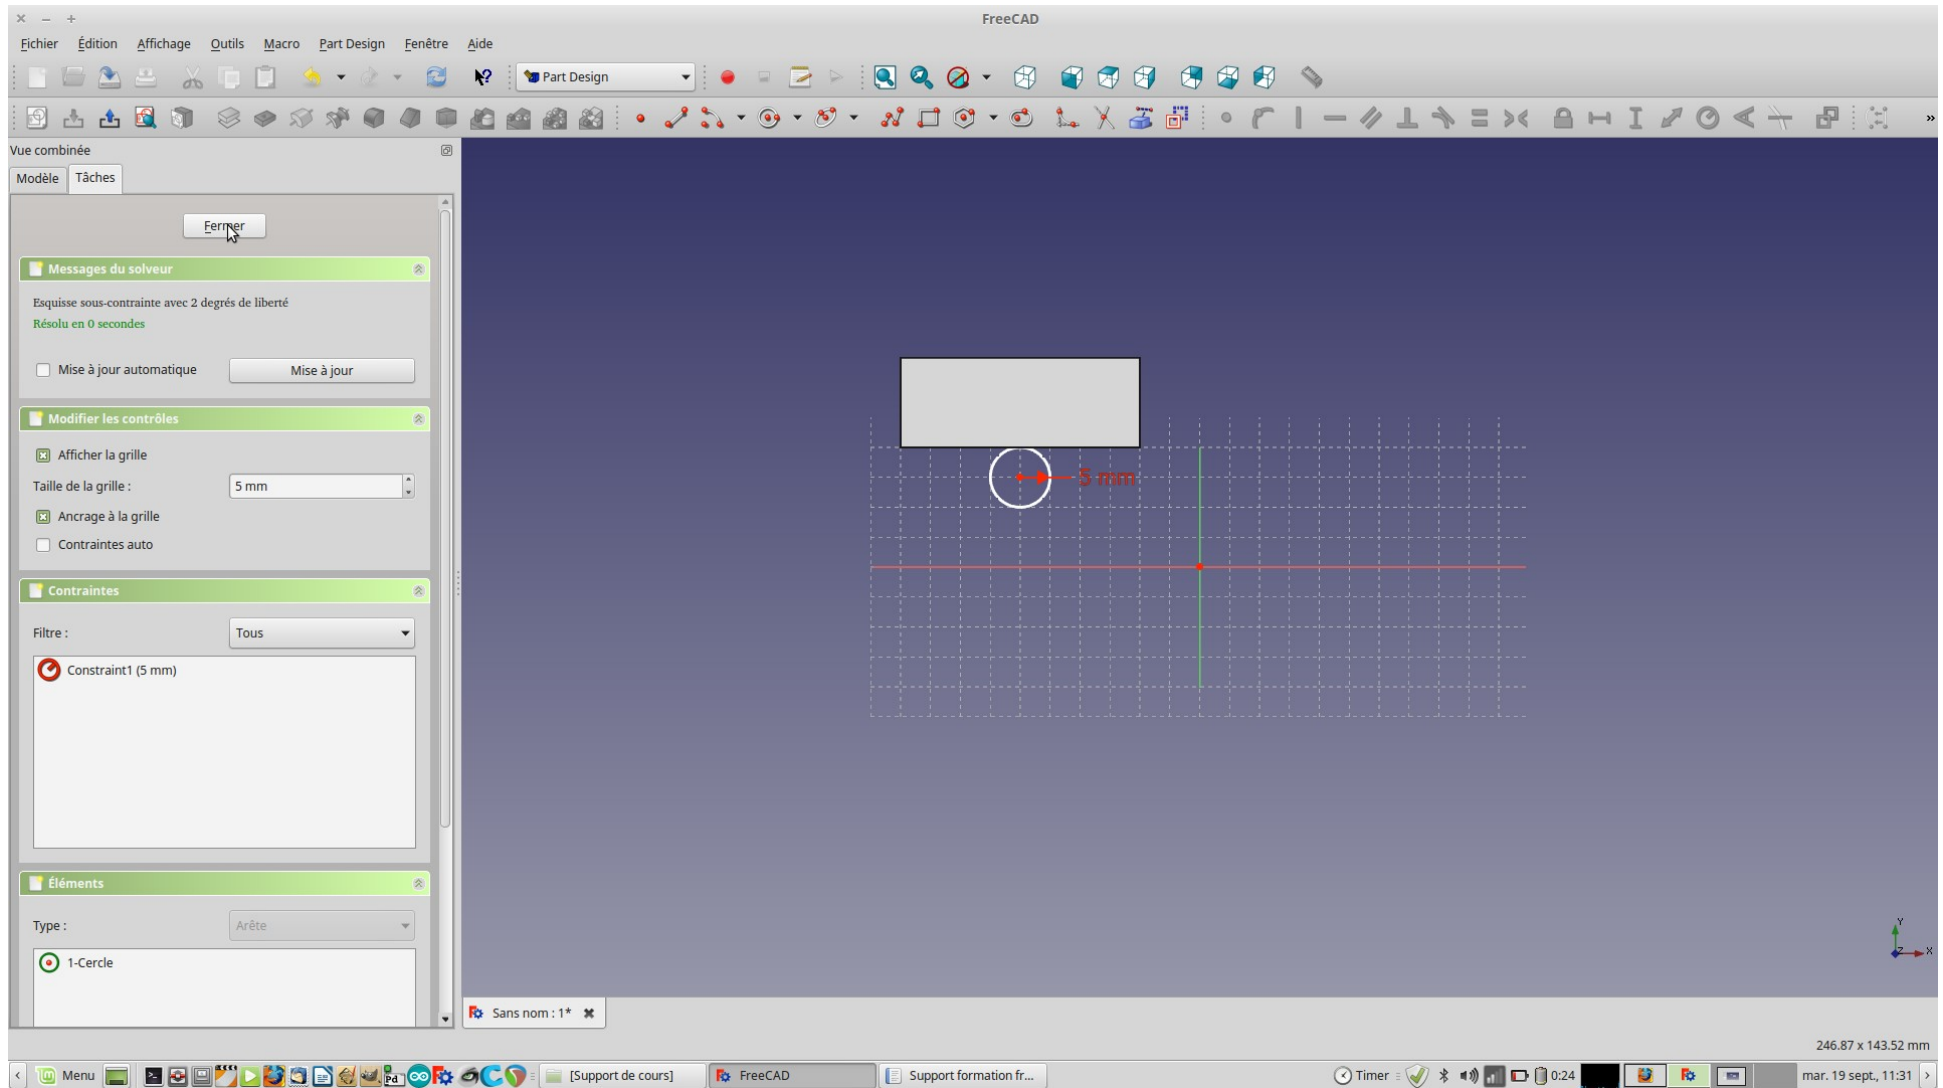 FreeCAD
Fichier Édition Affichage Outils Macro Part Design Fenêtre Aide
Part Design
»
Vue combinée
Modèle Tâches
Fermer
Messages du solveur
Esquisse sous-contrainte avec 2 degrés de liberté
Résolu en 0 secondes
Mise à jour automatique Mise à jour
Modifier les contrôles
Afficher la grille
Taille de la grille : 5 mm
Ancrage à la grille
Contraintes auto
Contraintes
Filtre : Tous
Constraint1 (5 mm)
Éléments
Type : Arête
1-Cercle
5 mm
Y
Z X
Sans nom : 1*
246.87 x 143.52 mm
Menu Pd [Support de cours] FreeCAD Support formation fr... Timer 0:24 mar. 19 sept., 11:31